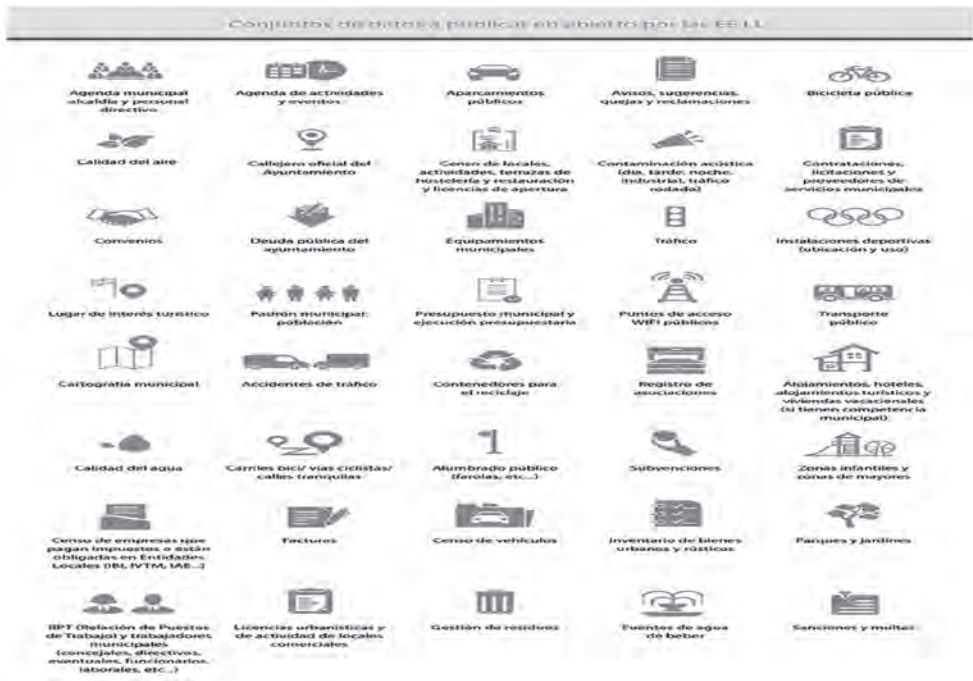 Conjuntos de datos a publicar en abierto por las EE.LL.
Agenda municipal
alcaldía y personal
directivo
Agenda de actividades
y eventos
Aparcamientos
públicos
Avisos, sugerencias,
quejas y reclamaciones
Bicicleta pública
Calidad del aire
Callejero oficial del
Ayuntamiento
Censo de locales,
actividades, terrazas de
hostelería y restauración
y licencias de apertura
Contaminación acústica
(día, tarde, noche,
industrial, tráfico
rodado)
Contrataciones,
licitaciones y
proveedores de
servicios municipales
Convenios
Deuda pública del
ayuntamiento
Equipamientos
municipales
Tráfico
Instalaciones deportivas
(ubicación y uso)
Lugar de interés turístico
Padrón municipal:
población
Presupuesto municipal y
ejecución presupuestaria
Puntos de acceso
WIFI públicos
Transporte
público
Cartografía municipal
Accidentes de tráfico
Contenedores para
el reciclaje
Registro de
asociaciones
Alojamientos, hoteles,
alojamientos turísticos y
viviendas vacacionales
(si tienen competencia
municipal)
Calidad del agua
Carriles bici/ vías ciclistas/
calles tranquilas
Alumbrado público
(farolas, etc...)
Subvenciones
Zonas infantiles y
zonas de mayores
Censo de empresas que
pagan impuestos o están
obligadas en Entidades
Locales (IBI, IVTM, IAE...)
Facturas
Censo de vehículos
Inventario de bienes
urbanos y rústicos
Parques y jardines
RPT (Relación de Puestos
de Trabajo) y trabajadores
municipales
(concejales, directivos,
eventuales, funcionarios,
laborales, etc...)
Licencias urbanísticas y
de actividad de locales
comerciales
Gestión de residuos
Fuentes de agua
de beber
Sanciones y multas